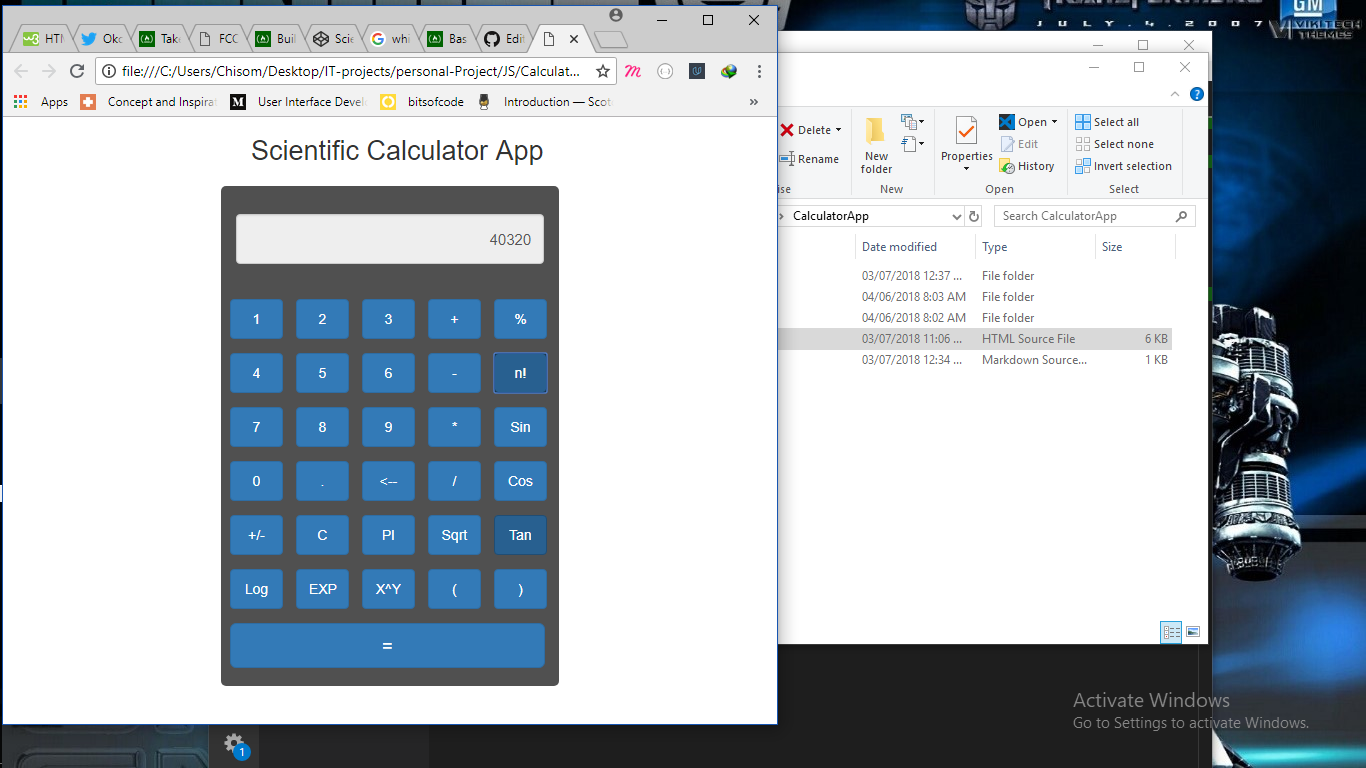 JULY.4.2007
GM
VIKITECH
THEMES
HTM
Oko
Take
FCC
Buil
Scie
whi
Bas
Edit
file:///C:/Users/Chisom/Desktop/IT-projects/personal-Project/JS/Calculat...
Apps
Concept and Inspirat
User Interface Devel
bitsofcode
Introduction — Scot
»
Scientific Calculator App
40320
1 2 3 + %
4 5 6 - n!
7 8 9 * Sin
0 . <-- / Cos
+/- C PI Sqrt Tan
Log EXP X^Y ( )
=
Delete
Rename
ise
New
folder
New
Properties
Open
Edit
History
Open
Select all
Select none
Invert selection
Select
CalculatorApp
Search CalculatorApp
Date modified Type Size
03/07/2018 12:37 ... File folder
04/06/2018 8:03 AM File folder
04/06/2018 8:02 AM File folder
03/07/2018 11:06 ... HTML Source File 6 KB
03/07/2018 12:34 ... Markdown Source... 1 KB
Activate Windows
Go to Settings to activate Windows.
1